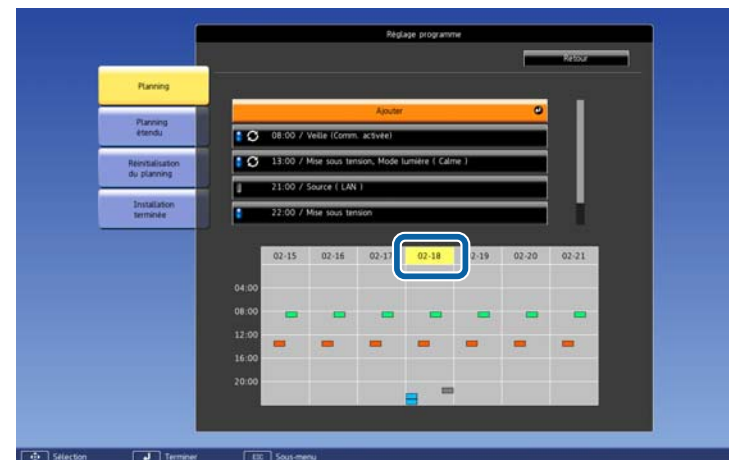 Réglage programme
Retour
Planning
Planning
étendu
Réinitialisation
du planning
Installation
terminée
Ajouter
08:00 / Veille (Comm. activée)
13:00 / Mise sous tension, Mode lumière ( Calme )
21:00 / Source ( LAN )
22:00 / Mise sous tension
02-15 02-16 02-17 02-18 02-19 02-20 02-21
04:00
08:00
12:00
16:00
20:00
Sélection Terminer ESC Sous-menu